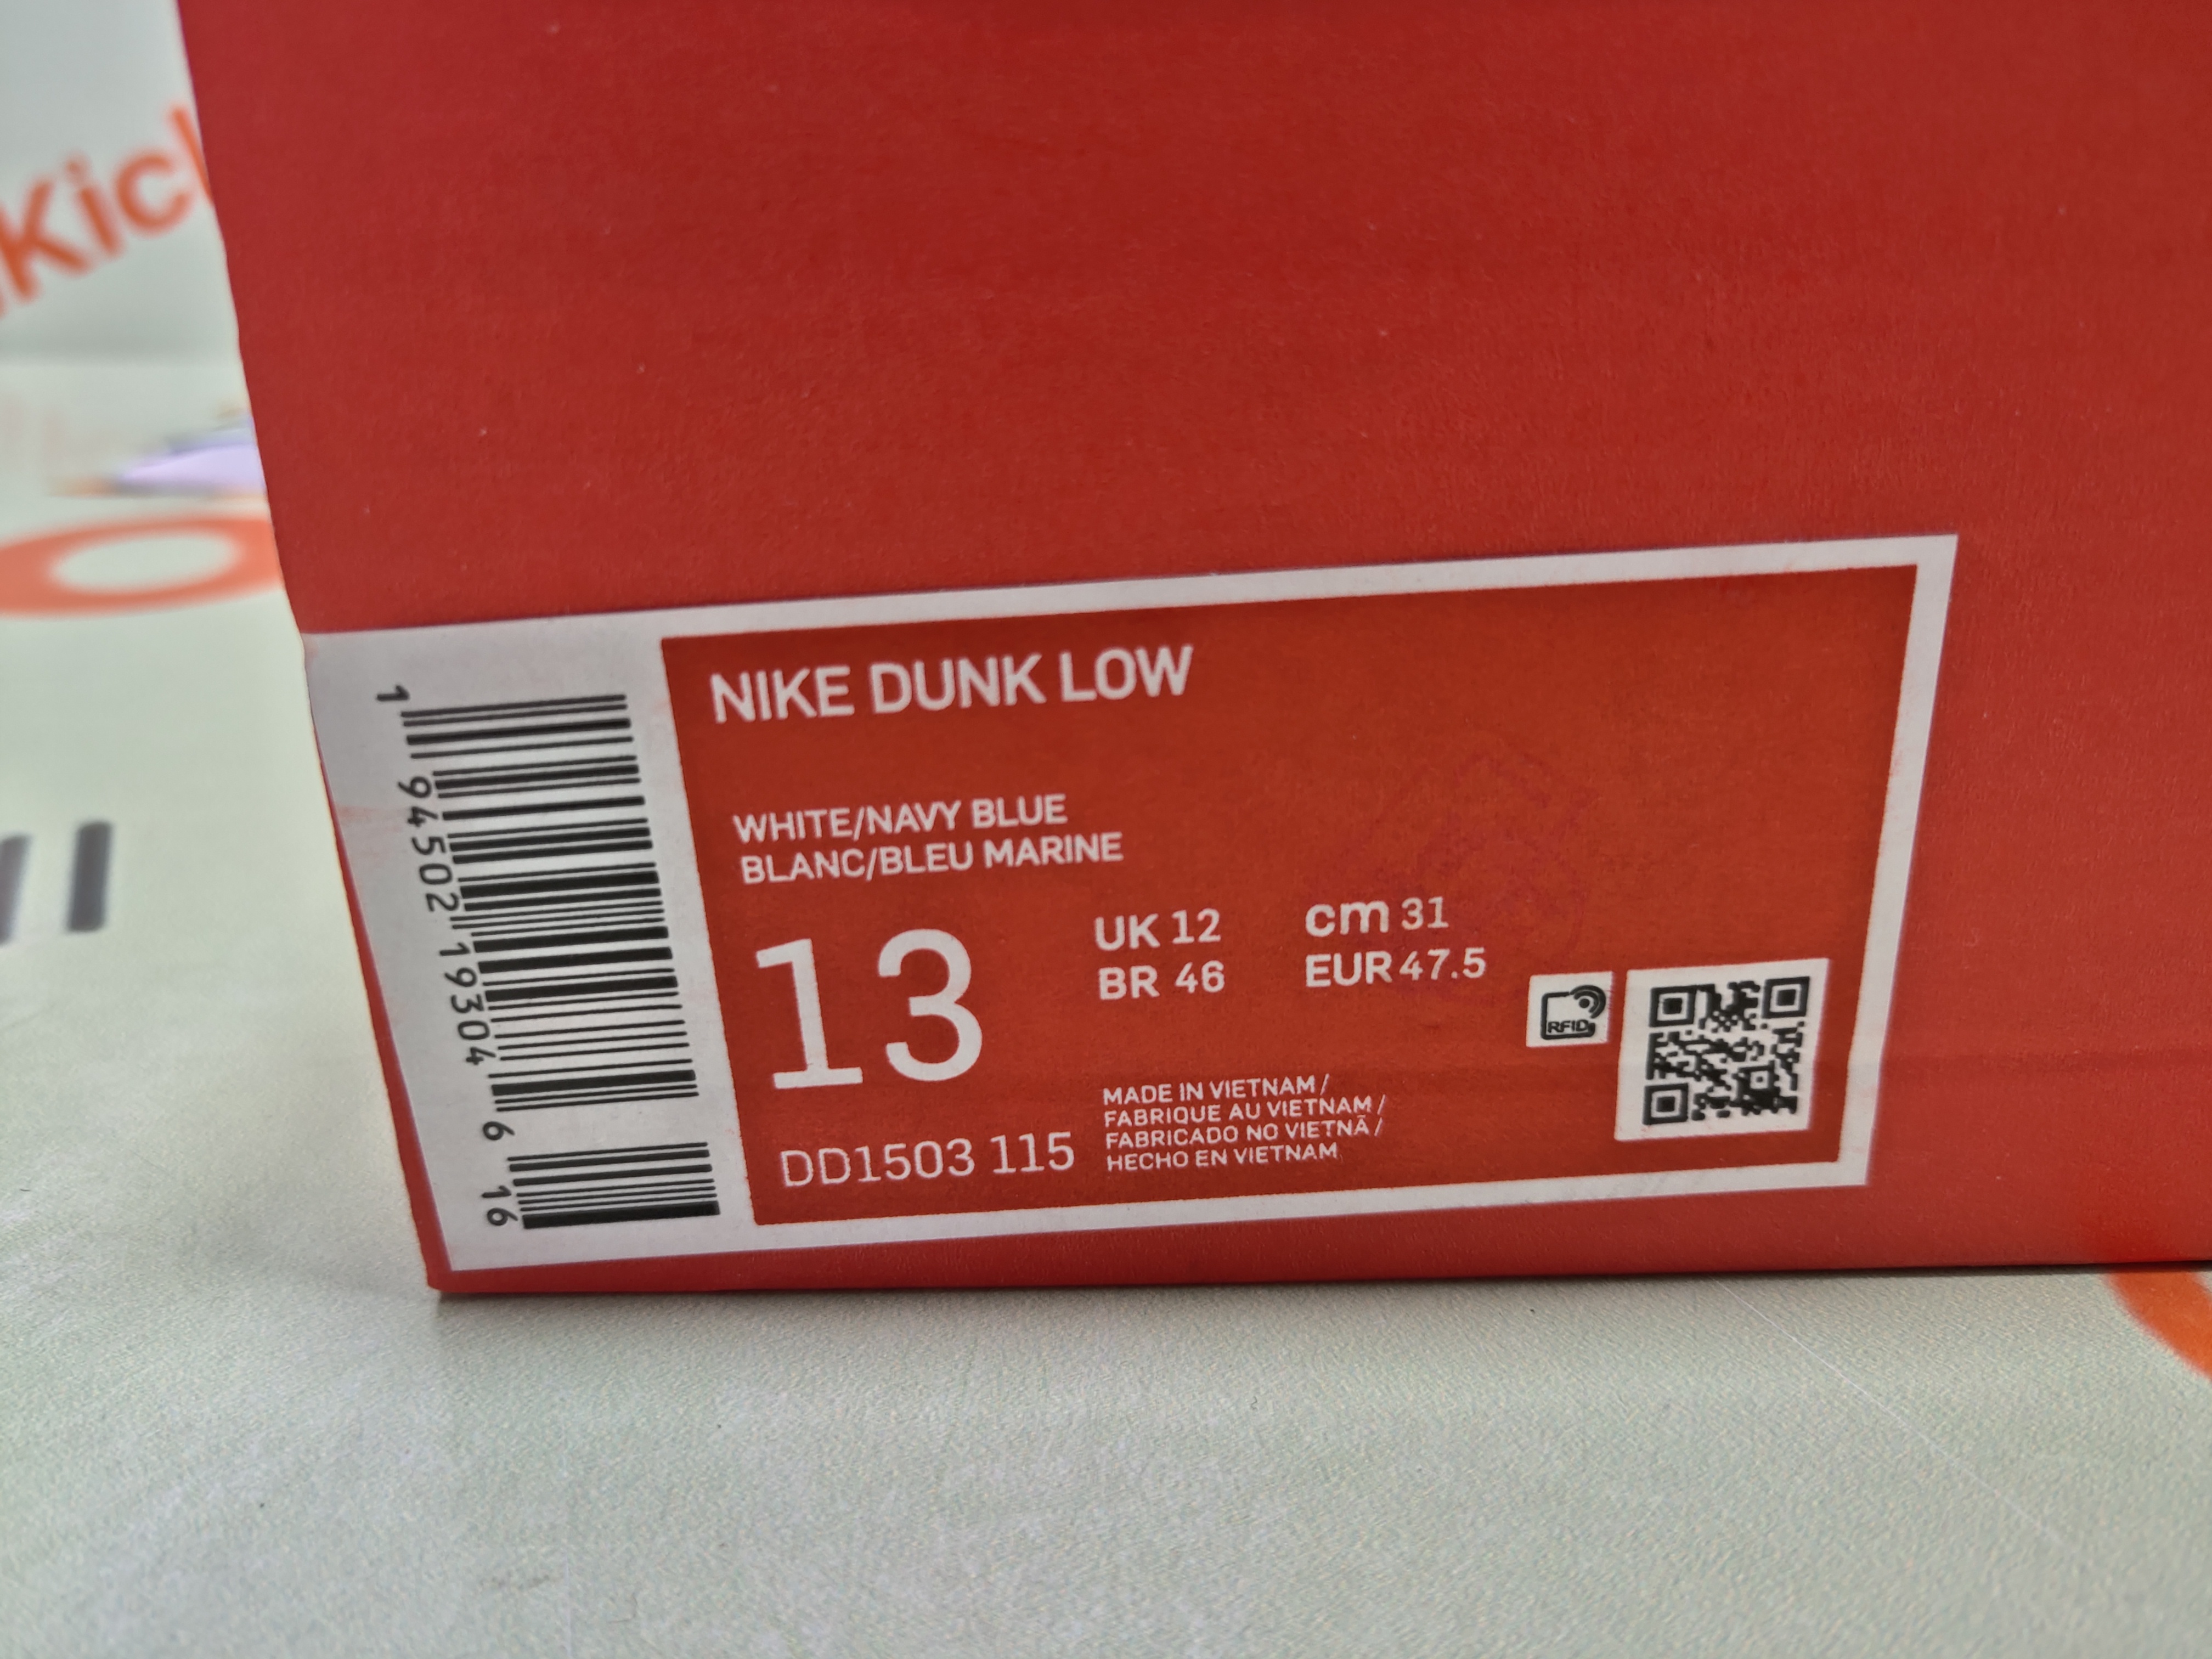 NIKE DUNK LOW
WHITE/NAVY BLUE
BLANC/BLEU MARINE
13
UK 12
cm 31
BR 46
EUR 47.5
RFID
MADE IN VIETNAM /
FABRIQUE AU VIETNAM /
FABRICADO NO VIETNÃ /
HECHO EN VIETNAM
DD1503 115
1 94502 19304 6 16